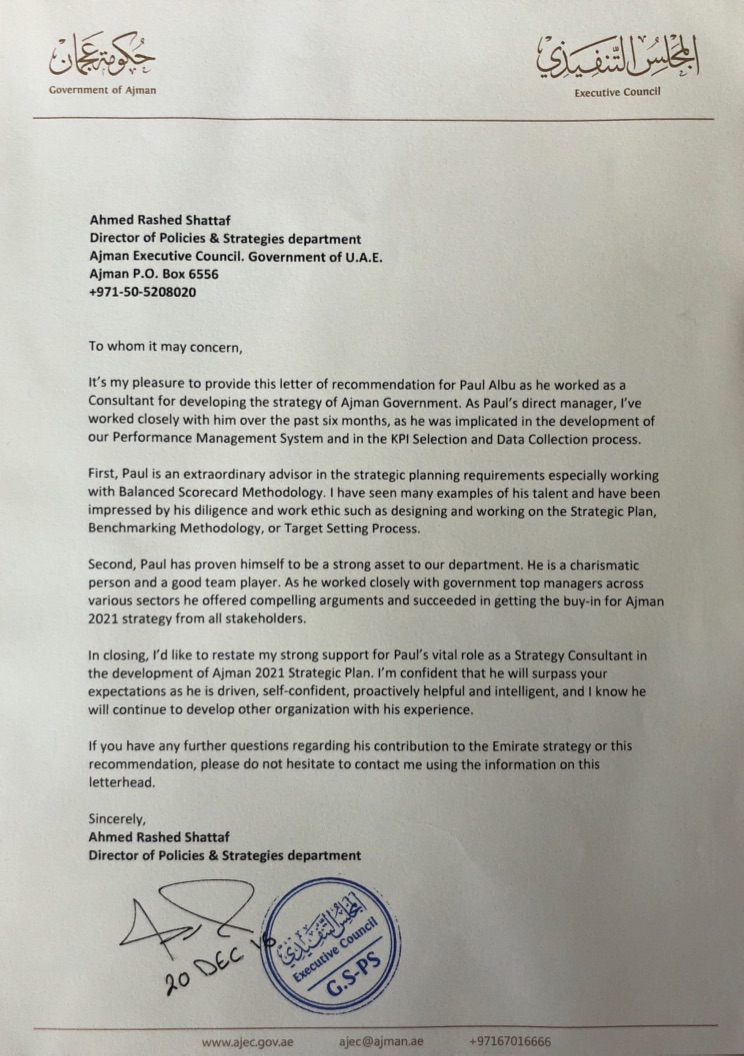 حكومة عجمان
Government of Ajman
المجلس التنفيذي
Executive Council
Ahmed Rashed Shattaf
Director of Policies & Strategies department
Ajman Executive Council. Government of U.A.E.
Ajman P.O. Box 6556
+971-50-5208020
To whom it may concern,
It's my pleasure to provide this letter of recommendation for Paul Albu as he worked as a
Consultant for developing the strategy of Ajman Government. As Paul's direct manager, I've
worked closely with him over the past six months, as he was implicated in the development of
our Performance Management System and in the KPI Selection and Data Collection process.
First, Paul is an extraordinary advisor in the strategic planning requirements especially working
with Balanced Scorecard Methodology. I have seen many examples of his talent and have been
impressed by his diligence and work ethic such as designing and working on the Strategic Plan,
Benchmarking Methodology, or Target Setting Process.
Second, Paul has proven himself to be a strong asset to our department. He is a charismatic
person and a good team player. As he worked closely with government top managers across
various sectors he offered compelling arguments and succeeded in getting the buy-in for Ajman
2021 strategy from all stakeholders.
In closing, I'd like to restate my strong support for Paul's vital role as a Strategy Consultant in
the development of Ajman 2021 Strategic Plan. I'm confident that he will surpass your
expectations as he is driven, self-confident, proactively helpful and intelligent, and I know he
will continue to develop other organization with his experience.
If you have any further questions regarding his contribution to the Emirate strategy or this
recommendation, please do not hesitate to contact me using the information on this
letterhead.
Sincerely,
Ahmed Rashed Shattaf
Director of Policies & Strategies department
20 DEC 16
المجلس التنفيذي
Executive Council
G.S-PS
www.ajec.gov.ae ajec@ajman.ae +97167016666